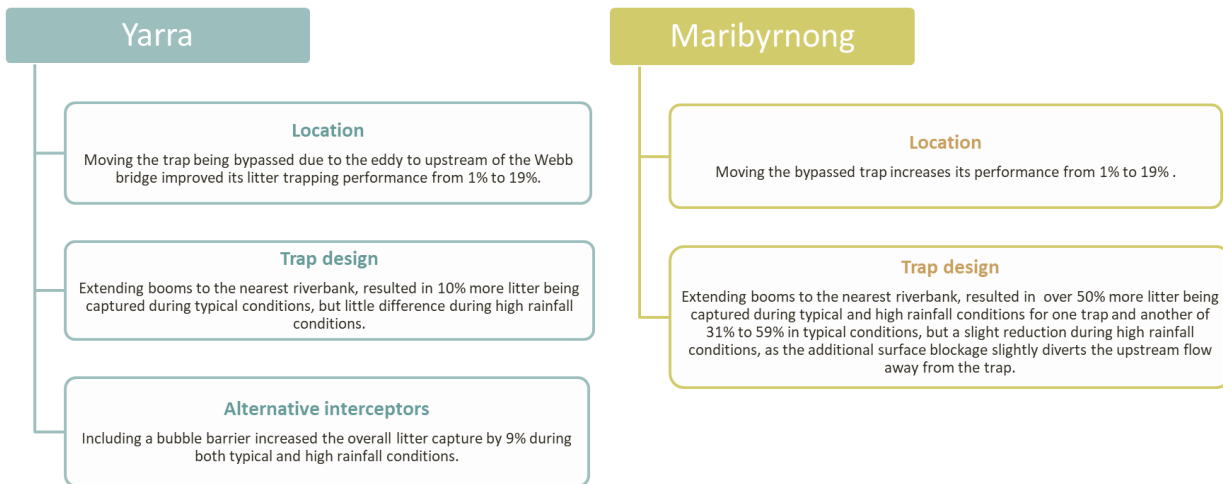 Yarra
Location
Moving the trap being bypassed due to the eddy to upstream of the Webb
bridge improved its litter trapping performance from 1% to 19%.
Trap design
Extending booms to the nearest riverbank, resulted in 10% more litter being
captured during typical conditions, but little difference during high rainfall
conditions.
Alternative interceptors
Including a bubble barrier increased the overall litter capture by 9% during
both typical and high rainfall conditions.
Maribyrnong
Location
Moving the bypassed trap increases its performance from 1% to 19% .
Trap design
Extending booms to the nearest riverbank, resulted in over 50% more litter being
captured during typical and high rainfall conditions for one trap and another of
31% to 59% in typical conditions, but a slight reduction during high rainfall
conditions, as the additional surface blockage slightly diverts the upstream flow
away from the trap.